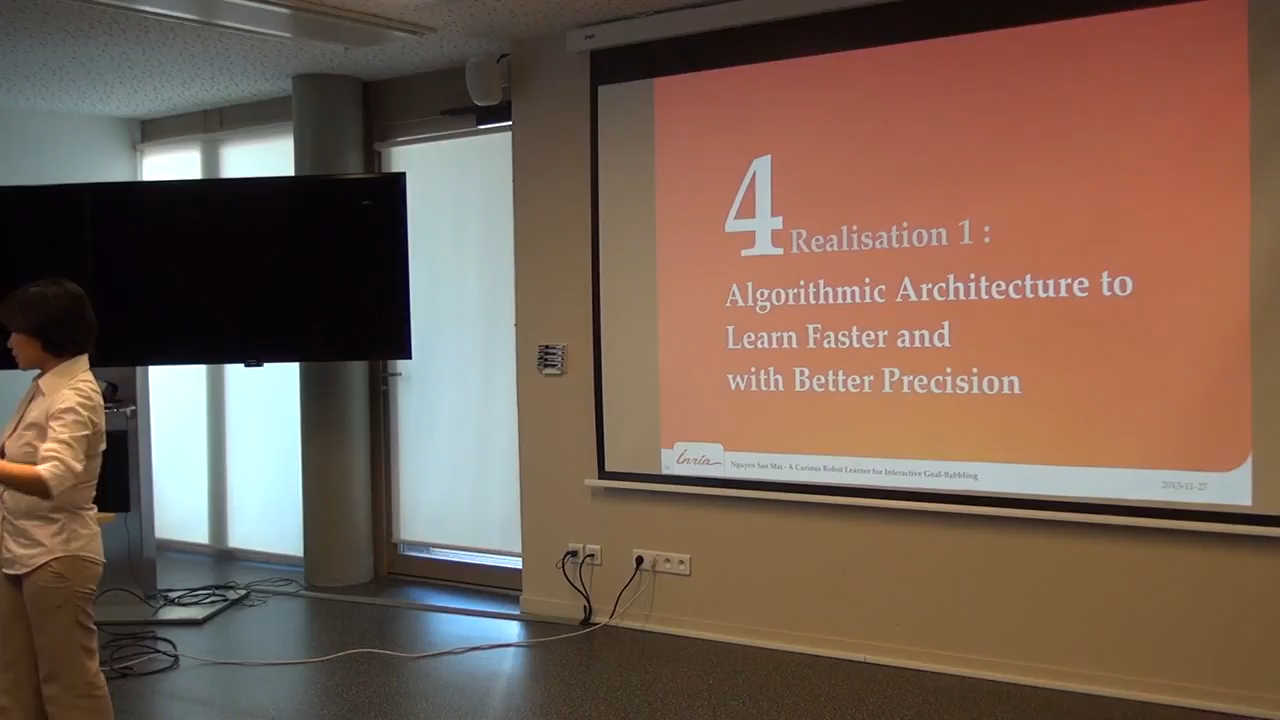 4 Realisation 1 :
Algorithmic Architecture to
Learn Faster and
with Better Precision
Inria
Nguyen Sao Mai - A Curious Robot Learner for Interactive Goal-Babbling
2013-11-27